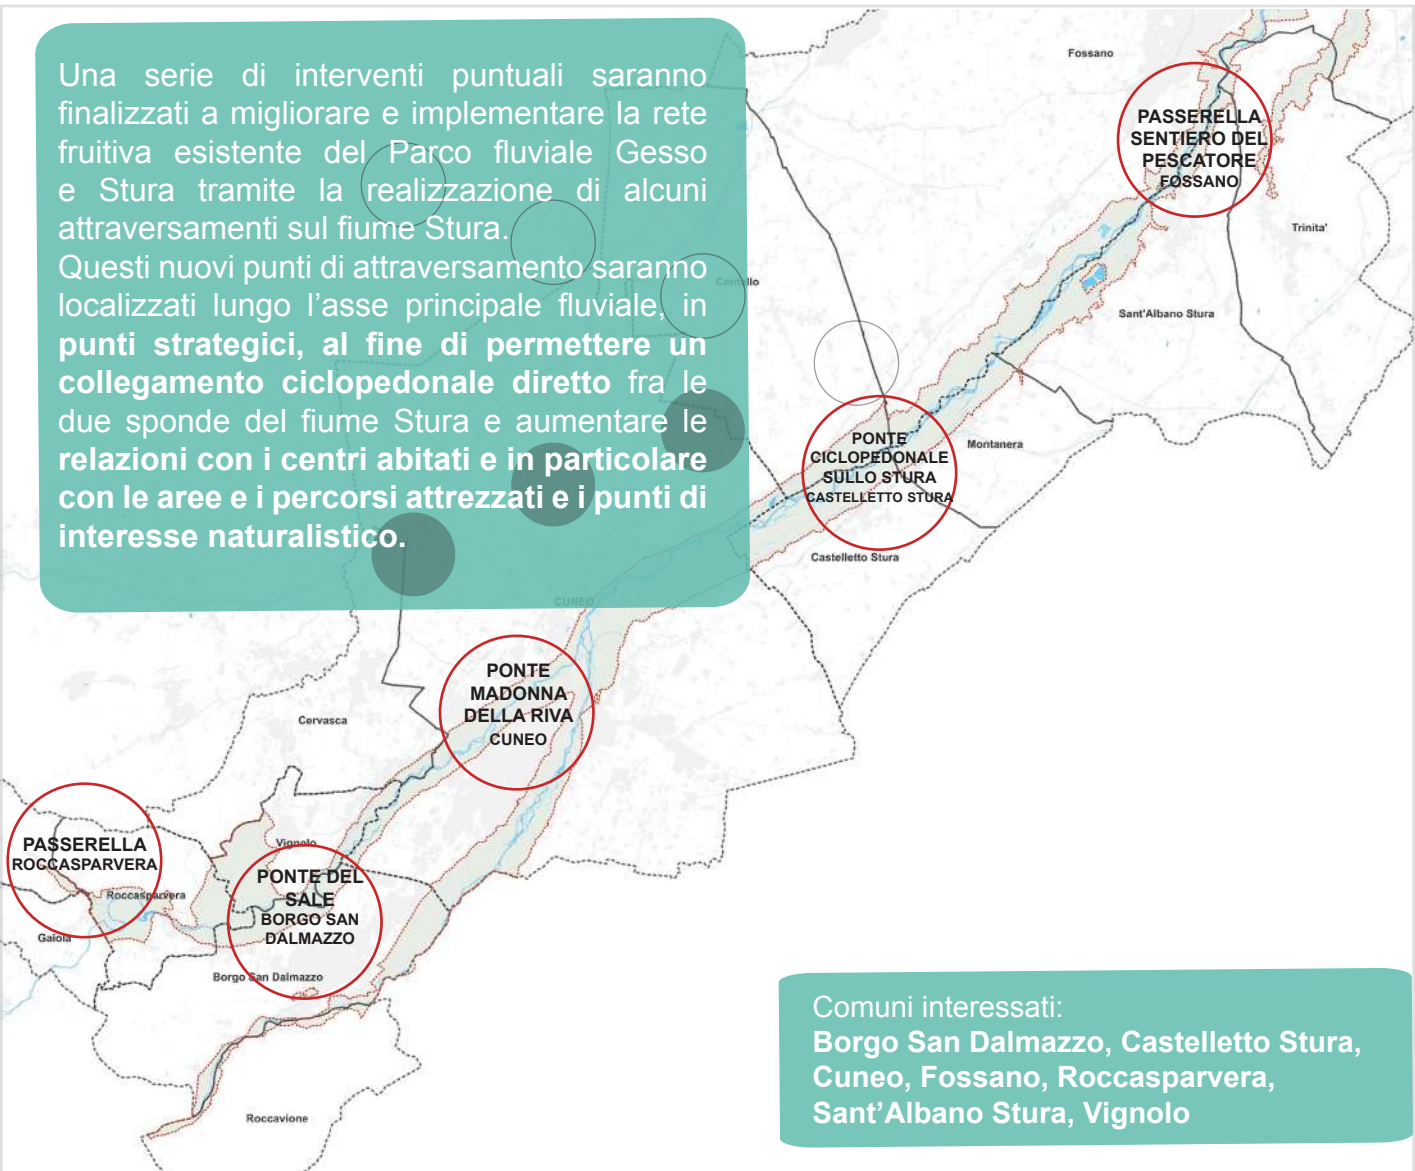 Una serie di interventi puntuali saranno
finalizzati a migliorare e implementare la rete
fruitiva esistente del Parco fluviale Gesso
e Stura tramite la realizzazione di alcuni
attraversamenti sul fiume Stura.
Questi nuovi punti di attraversamento saranno
localizzati lungo l’asse principale fluviale, in
punti strategici, al fine di permettere un
collegamento ciclopedonale diretto fra le
due sponde del fiume Stura e aumentare le
relazioni con i centri abitati e in particolare
con le aree e i percorsi attrezzati e i punti di
interesse naturalistico.
Fossano
PASSERELLA
SENTIERO DEL
PESCATORE
FOSSANO
Trinita'
Centallo
Sant'Albano Stura
PONTE
CICLOPEDONALE
SULLO STURA
CASTELLETTO STURA
Montanera
Castelletto Stura
CUNEO
PONTE
MADONNA
DELLA RIVA
CUNEO
Cervasca
PASSERELLA
ROCCASPARVERA
Vignolo
PONTE DEL
SALE
BORGO SAN
DALMAZZO
Roccasparvera
Gaiola
Borgo San Dalmazzo
Roccavione
Comuni interessati:
Borgo San Dalmazzo, Castelletto Stura,
Cuneo, Fossano, Roccasparvera,
Sant’Albano Stura, Vignolo